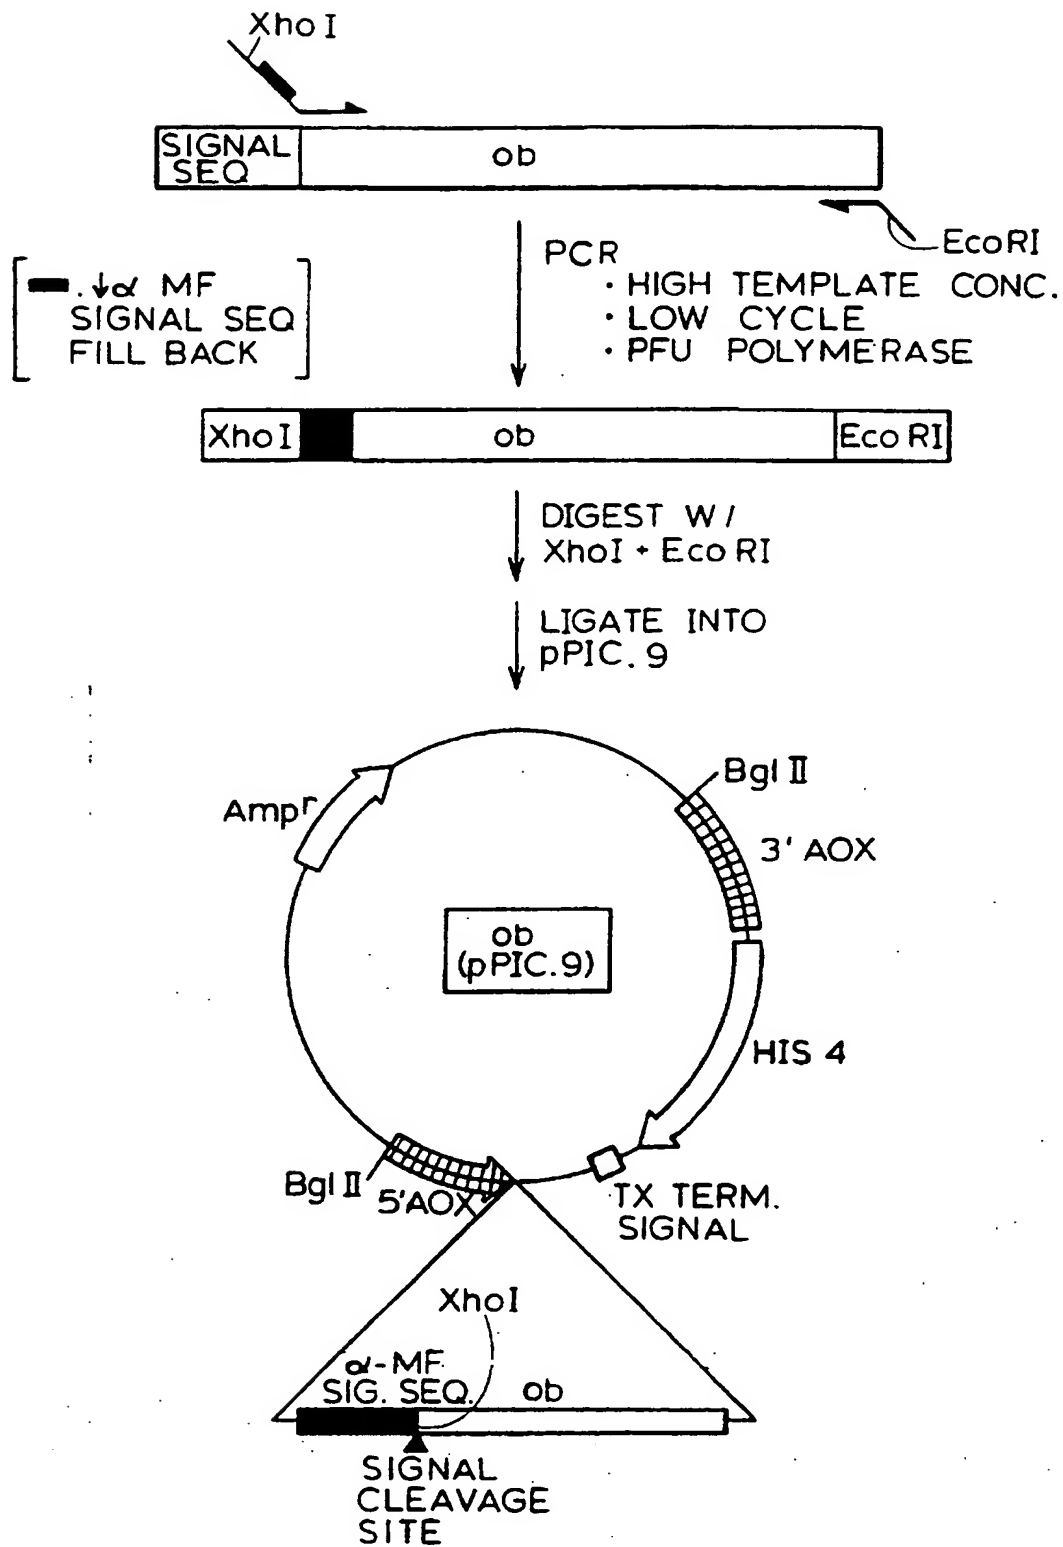 XhoI
SIGNAL
SEQ
ob
EcoRI
PCR
· HIGH TEMPLATE CONC.
· LOW CYCLE
· PFU POLYMERASE
. ↓α MF
SIGNAL SEQ
FILL BACK
XhoI
ob
Eco RI
DIGEST W/
XhoI + Eco RI
LIGATE INTO
pPIC. 9
Bgl II
Ampr
3' AOX
ob
(pPIC.9)
HIS 4
Bgl II
5'AOX
TX TERM.
SIGNAL
XhoI
α-MF
SIG. SEQ.
ob
SIGNAL
CLEAVAGE
SITE